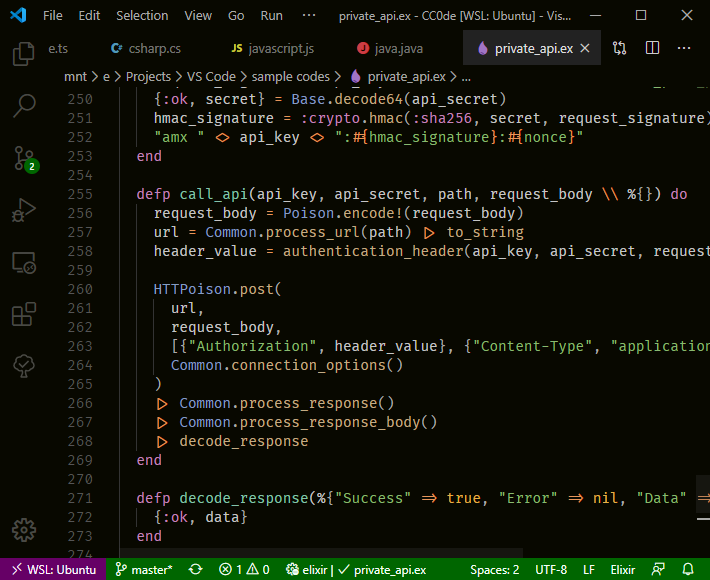 File Edit Selection View Go Run ··· private_api.ex - CC0de [WSL: Ubuntu] - Vis...
e.ts csharp.cs JS javascript.js java.java private_api.ex ···
mnt > e > Projects > VS Code > sample codes > private_api.ex > ...
250 {:ok, secret} = Base.decode64(api_secret)
251 hmac_signature = :crypto.hmac(:sha256, secret, request_signature)
252 "amx " <> api_key <> ":#{hmac_signature}:#{nonce}"
253 end
254
255 defp call_api(api_key, api_secret, path, request_body \\ %{}) do
256 request_body = Poison.encode!(request_body)
257 url = Common.process_url(path) |> to_string
258 header_value = authentication_header(api_key, api_secret, request
259
260 HTTPoison.post(
261 url,
262 request_body,
263 [{"Authorization", header_value}, {"Content-Type", "application
264 Common.connection_options()
265 )
266 |> Common.process_response()
267 |> Common.process_response_body()
268 |> decode_response
269 end
270
271 defp decode_response(%{"Success" => true, "Error" => nil, "Data" =>
272 {:ok, data}
273 end
274
2
WSL: Ubuntu master* 1 0 elixir | ✓ private_api.ex Spaces: 2 UTF-8 LF Elixir